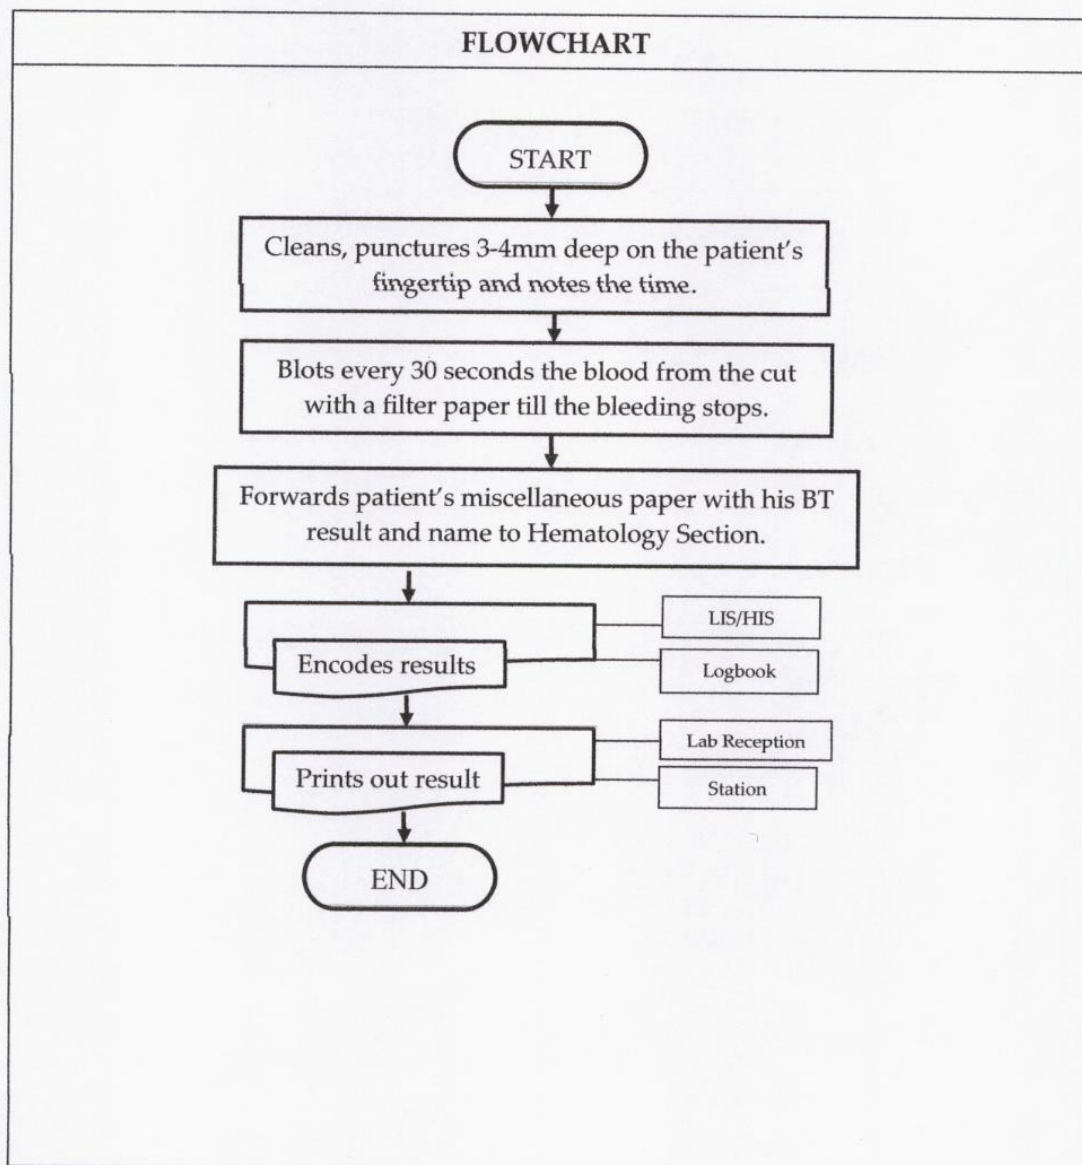 FLOWCHART
START
Cleans, punctures 3-4mm deep on the patient's
fingertip and notes the time.
Blots every 30 seconds the blood from the cut
with a filter paper till the bleeding stops.
Forwards patient's miscellaneous paper with his BT
result and name to Hematology Section.
LIS/HIS
Encodes results
Logbook
Lab Reception
Prints out result
Station
END